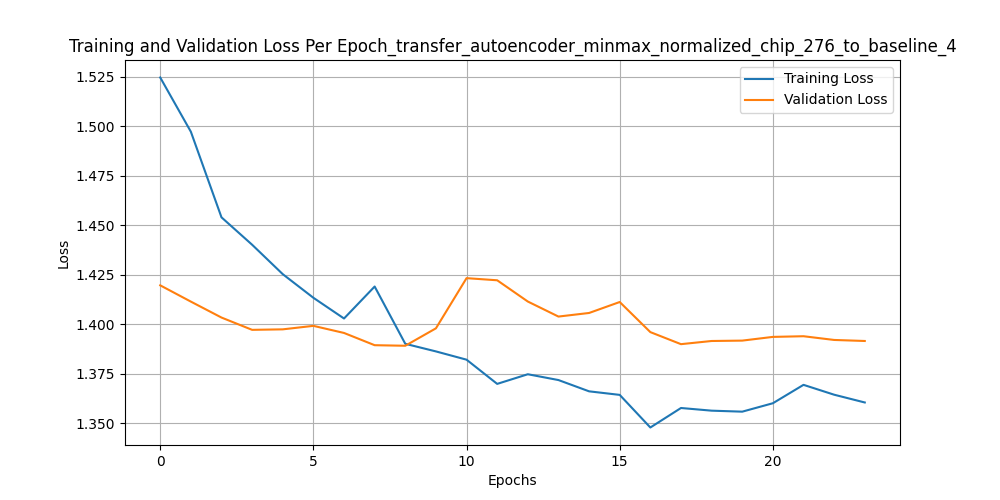 Training and Validation Loss Per Epoch_transfer_autoencoder_minmax_normalized_chip_276_to_baseline_4
Training Loss
Validation Loss
1.525
1.500
1.475
1.450
1.425
1.400
1.375
1.350
Loss
0 5 10 15 20
Epochs